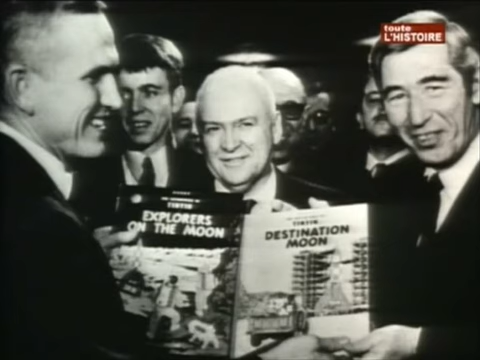 toute
L'HISTOIRE
TINTIN
EXPLORERS
ON THE MOON
TINTIN
DESTINATION
MOON